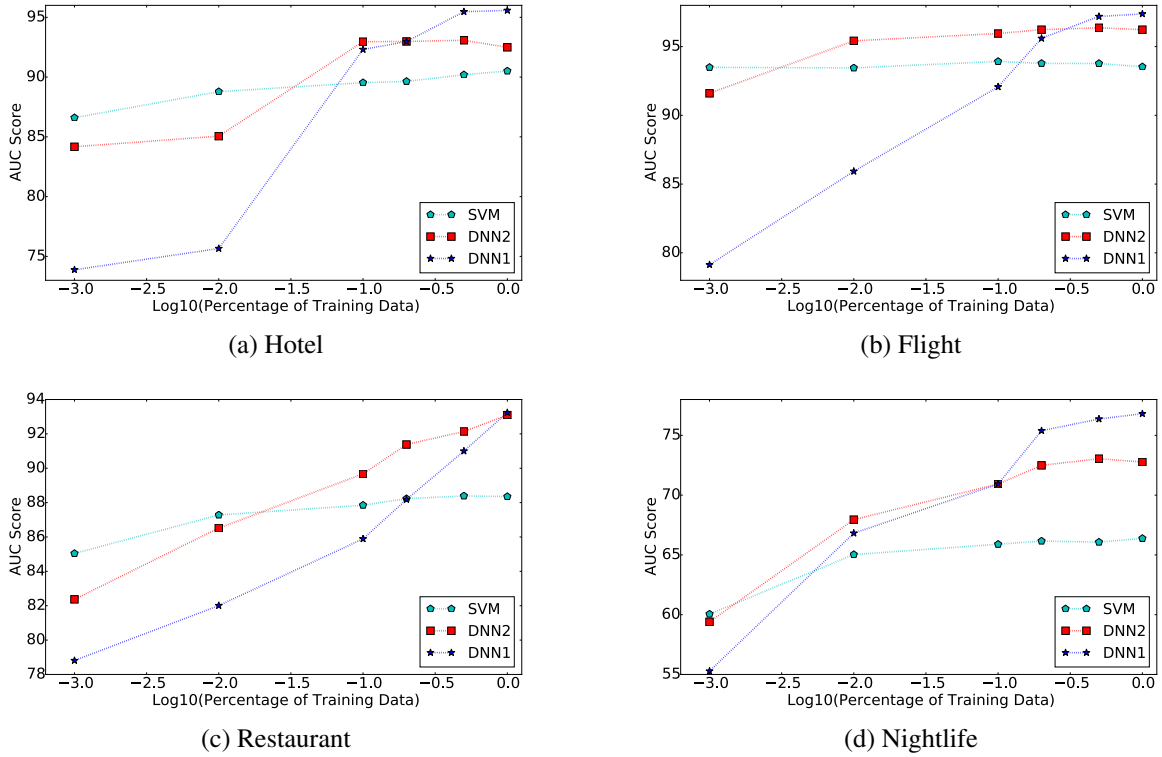 95
90
85
80
75
AUC Score
SVM
DNN2
DNN1
−3.0 −2.5 −2.0 −1.5 −1.0 −0.5 0.0
Log10(Percentage of Training Data)
(a) Hotel
95
90
85
80
AUC Score
SVM
DNN2
DNN1
−3.0 −2.5 −2.0 −1.5 −1.0 −0.5 0.0
Log10(Percentage of Training Data)
(b) Flight
94
92
90
88
86
84
82
80
78
AUC Score
SVM
DNN2
DNN1
−3.0 −2.5 −2.0 −1.5 −1.0 −0.5 0.0
Log10(Percentage of Training Data)
(c) Restaurant
75
70
65
60
55
AUC Score
SVM
DNN2
DNN1
−3.0 −2.5 −2.0 −1.5 −1.0 −0.5 0.0
Log10(Percentage of Training Data)
(d) Nightlife